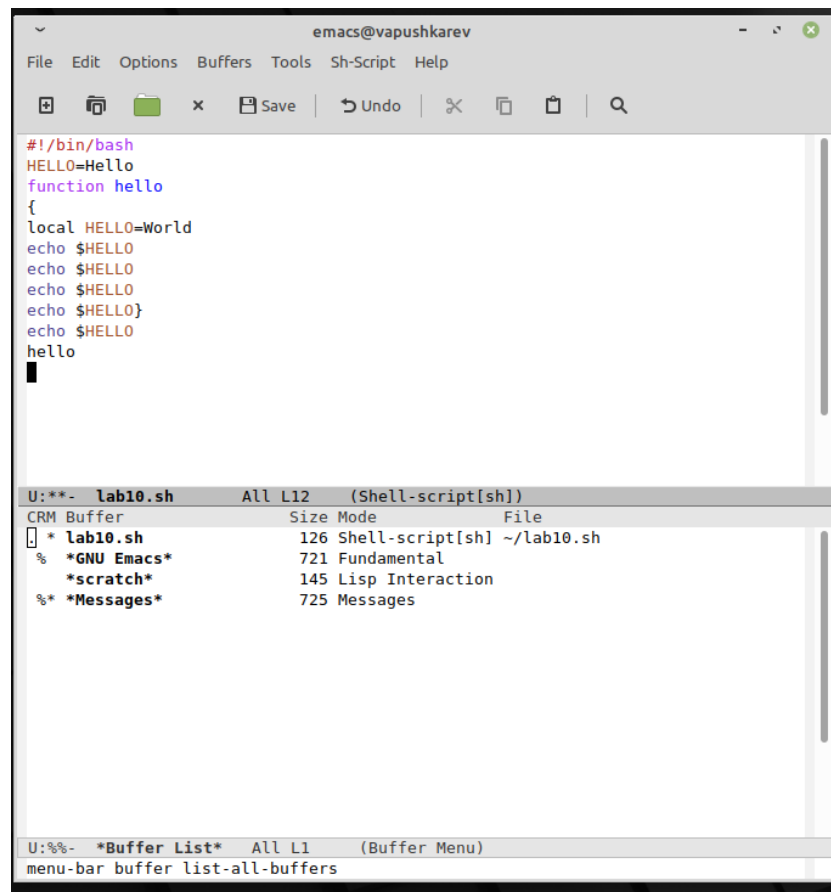 emacs@vapushkarev
File Edit Options Buffers Tools Sh-Script Help
Save Undo
#!/bin/bash
HELLO=Hello
function hello
{
local HELLO=World
echo $HELLO
echo $HELLO
echo $HELLO
echo $HELLO}
echo $HELLO
hello
U:**-  lab10.sh       All L12    (Shell-script[sh])
CRM Buffer                Size Mode             File
. * lab10.sh               126 Shell-script[sh] ~/lab10.sh
 %  *GNU Emacs*            721 Fundamental
    *scratch*              145 Lisp Interaction
 %* *Messages*             725 Messages
U:%%-  *Buffer List*   All L1     (Buffer Menu)
menu-bar buffer list-all-buffers